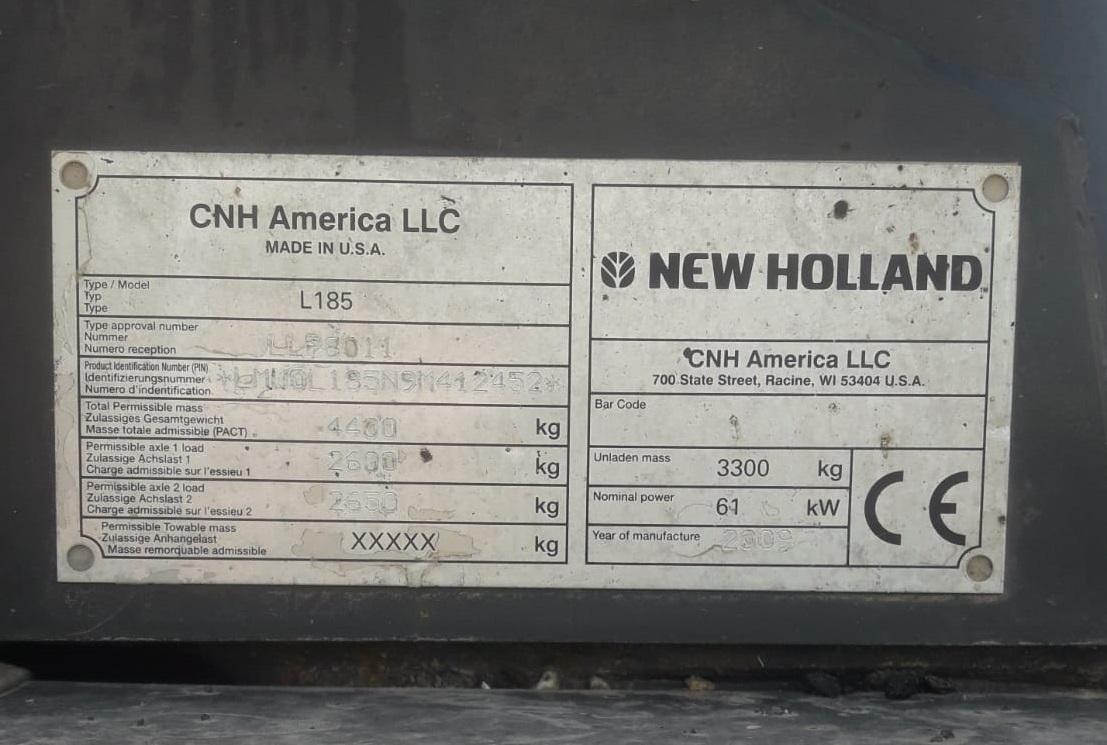 CNH America LLC
MADE IN U.S.A.
Type / Model
Typ
Type
L185
Type approval number
Nummer
Numero reception
LLP8011
Product Identification Number (PIN)
Identifizierungsnummer
Numero d'indentification
Total Permissible mass
Zulassiges Gesamtgewicht
Masse totale admissible (PACT)
kg
Permissible axle 1 load
Zulassige Achslast 1
Charge admissible sur l'essieu 1
2600
kg
Permissible axle 2 load
Zulassige Achslast 2
Charge admissible sur l'essieu 2
2650
kg
Permissible Towable mass
Zulassige Anhangelast
Masse remorquable admissible
XXXXX
kg
NEW HOLLAND
CNH America LLC
700 State Street, Racine, WI 53404 U.S.A.
Bar Code
Unladen mass
3300 kg
Nominal power
61 kW
Year of manufacture
2009
CE